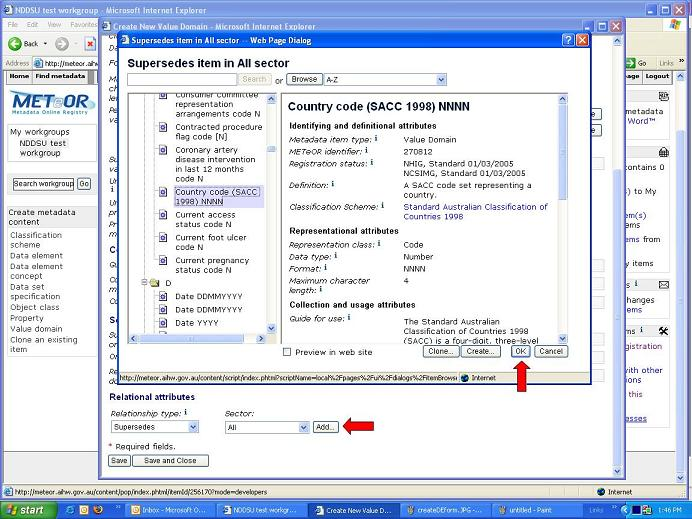 NDDSU test workgroup - Microsoft Internet Explorer
File Edit View Favorites
Back
Address http://meteor.aihw
Go Links
Home Find metadata
Logout
METeOR
Metadata Online Registry
My workgroups
NDDSU test
workgroup
Search workgroup Go
Create metadata
content
Classification
scheme
Data element
Data element
concept
Data set
specification
Object class
Property
Value domain
Clone an existing
item
Create New Value Domain - Microsoft Internet Explorer
Supersedes item in All sector -- Web Page Dialog
Supersedes item in All sector
Search or Browse A-Z
Consumer committee
representation
arrangements code N
Contracted procedure
flag code [N]
Coronary artery
disease intervention
in last 12 months
code N
Country code (SACC
1998) NNNN
Current access
status code N
Current foot ulcer
code N
Current pregnancy
status code N
D
Date DDMMYYYY
Date DDMMYYYY
Date YYYY
Country code (SACC 1998) NNNN
Identifying and definitional attributes
Metadata item type: Value Domain
METeOR identifier: 270812
Registration status: NHIG, Standard 01/03/2005
NCSIMG, Standard 01/03/2005
Definition: A SACC code set representing a
country.
Classification Scheme: Standard Australian Classification of
Countries 1998
Representational attributes
Representation class: Code
Data type: Number
Format: NNNN
Maximum character 4
length:
Collection and usage attributes
Guide for use: The Standard Australian
Classification of Countries 1998
(SACC) is a four-digit, three-level
Preview in web site Clone... Create... OK Cancel
http://meteor.aihw.gov.au/content/script/index.phtml?scriptName=local%2Fpages%2Fui%2Fdialogs%2FitemBrowse Internet
metadata
Word™
contains 0
s) to My
em(s)
items from
y items
hanges
items
ms
egistration
with other
this
esses
Relational attributes
Relationship type: Sector:
Supersedes All Add...
* Required fields.
Save Save and Close
http://meteor.aihw.gov.au/content/pop/index.phtml/itemId/256170?mode=developers Internet
start Inbox - Microsoft O... NDDSU test workgr... Create New Value D... createDEForm.JPG -... untitled - Paint Links 1:46 PM